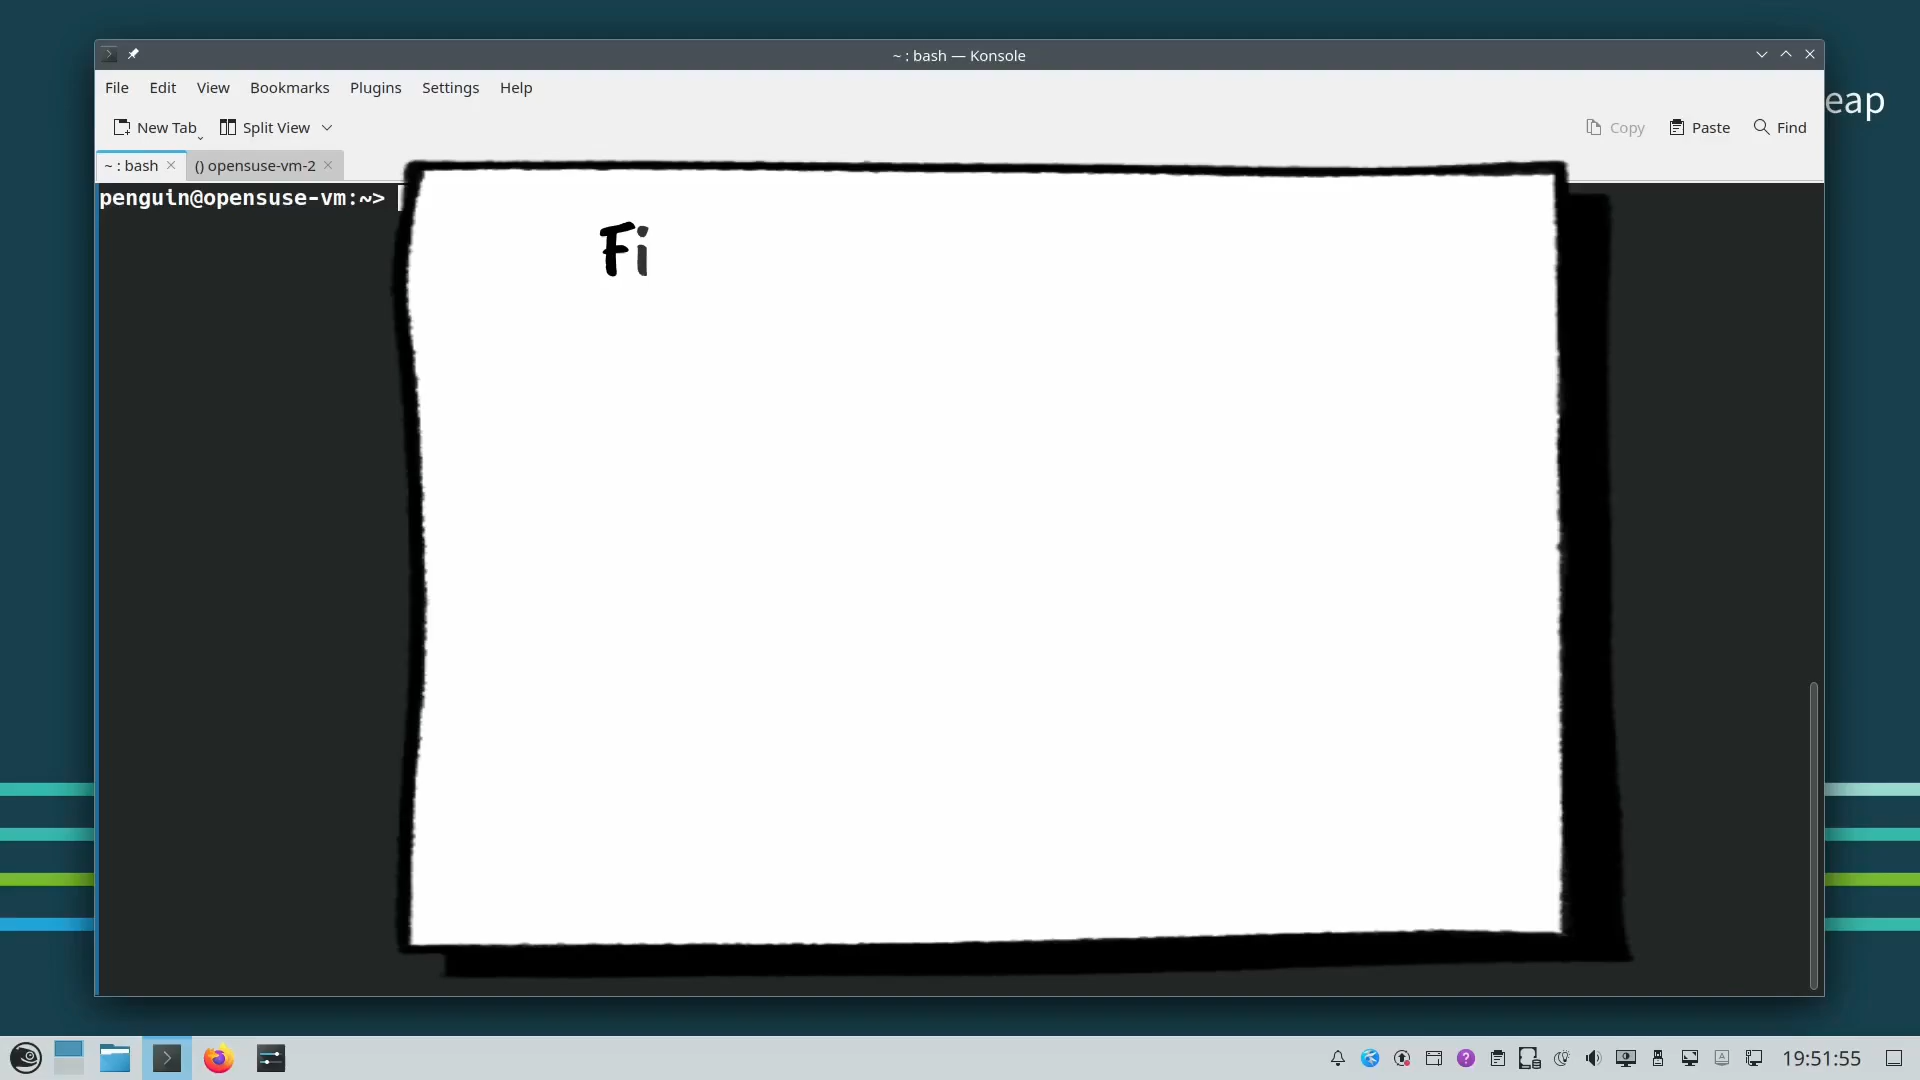 ~ : bash — Konsole
File Edit View Bookmarks Plugins Settings Help
eap
New Tab Split View Copy Paste Find
~ : bash () opensuse-vm-2
penguin@opensuse-vm:~>
Fi
19:51:55